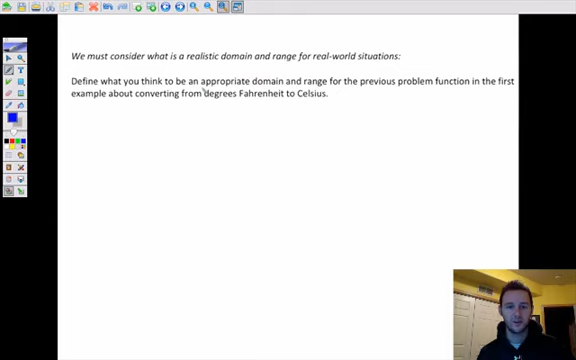 We must consider what is a realistic domain and range for real-world situations:
Define what you think to be an appropriate domain and range for the previous problem function in the first
example about converting from degrees Fahrenheit to Celsius.